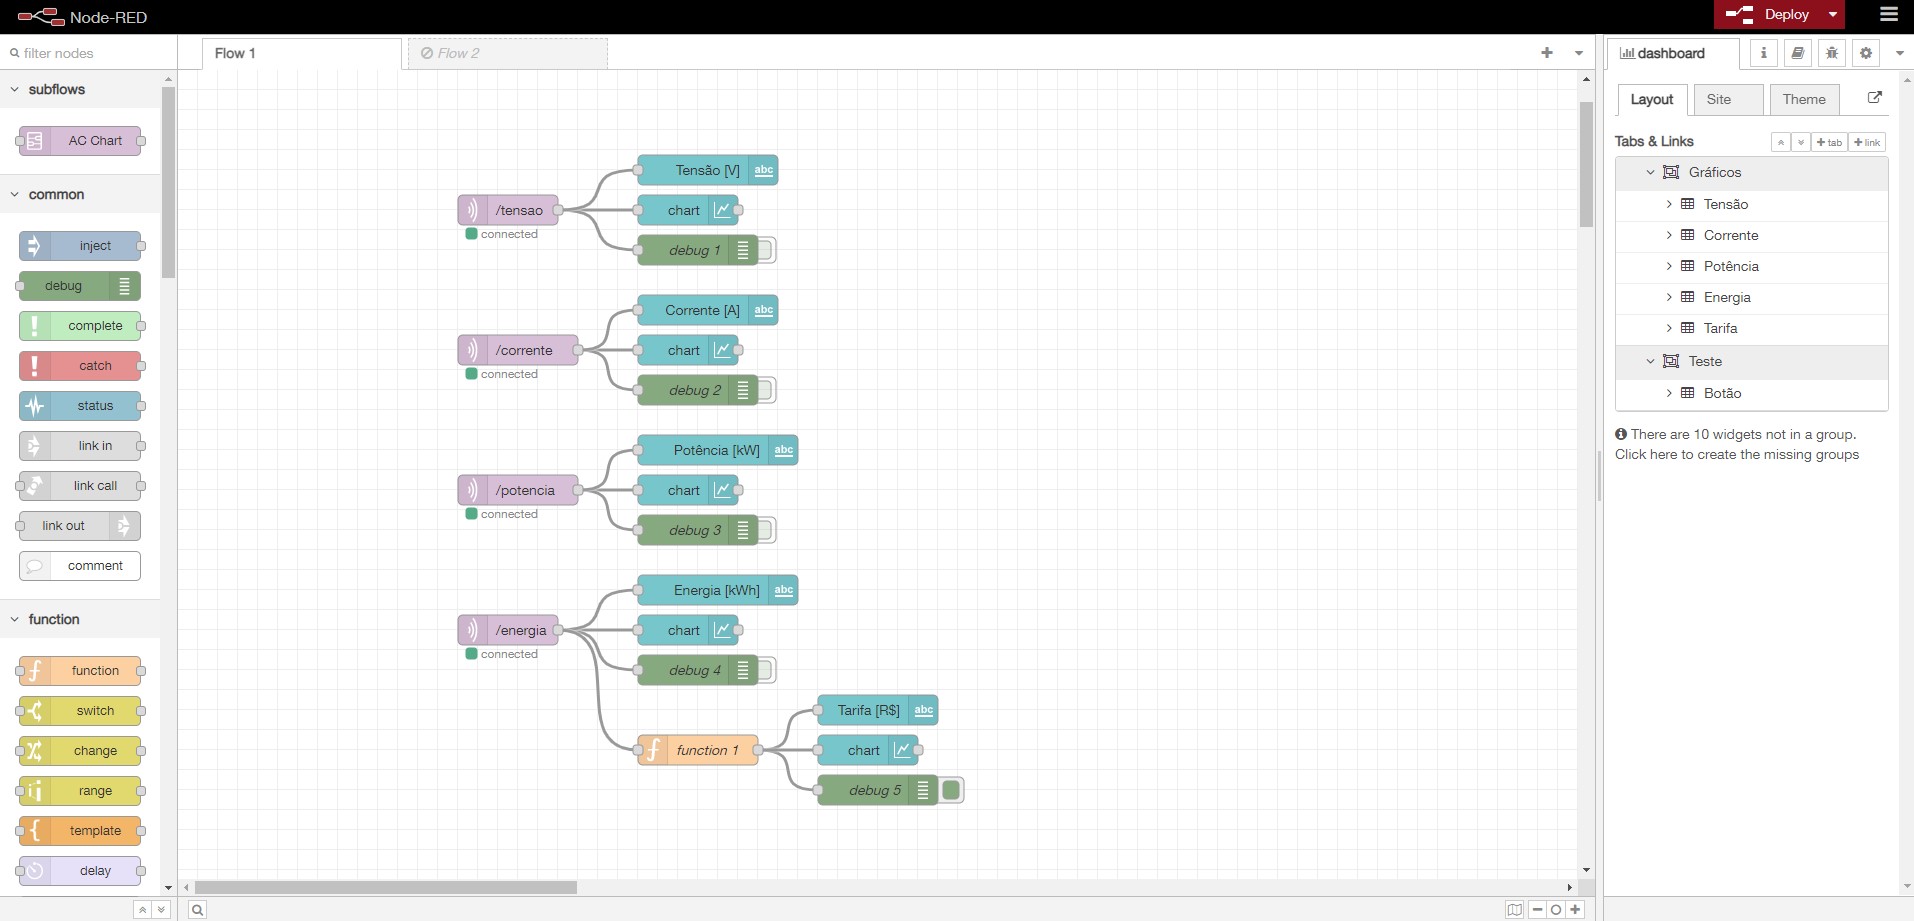 Node-RED
Deploy
filter nodes
subflows
AC Chart
common
inject
debug
complete
catch
status
link in
link call
link out
comment
function
function
switch
change
range
template
delay
Flow 1
Flow 2
/tensao
connected
Tensão [V]
abc
chart
debug 1
/corrente
connected
Corrente [A]
abc
chart
debug 2
/potencia
connected
Potência [kW]
abc
chart
debug 3
/energia
connected
Energia [kWh]
abc
chart
debug 4
function 1
Tarifa [R$]
abc
chart
debug 5
dashboard
Layout
Site
Theme
Tabs & Links
+ tab
+ link
Gráficos
Tensão
Corrente
Potência
Energia
Tarifa
Teste
Botão
There are 10 widgets not in a group.
Click here to create the missing groups